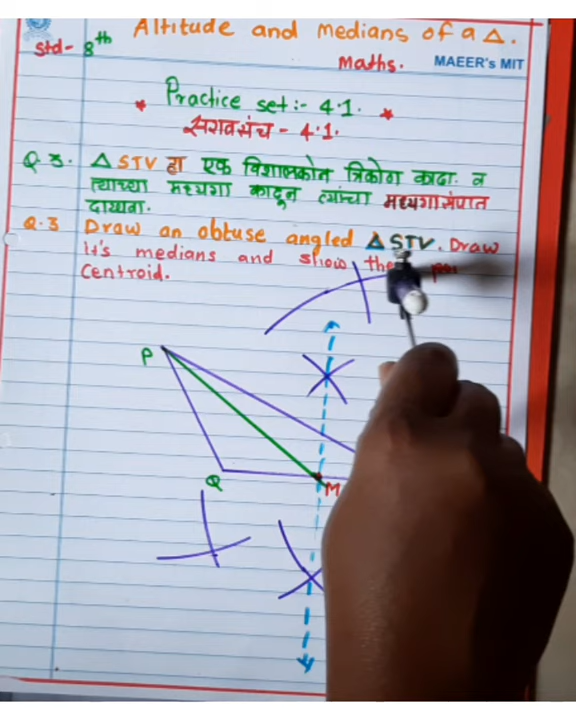 Altitude and medians of a Δ.
Std- 8th
Maths.
MAEER's MIT
* Practice set:- 4.1. *
सरावसंच - 4.1.
Q.3. Δ STV हा एक विशालकोन त्रिकोण काढा. व
त्याच्या मध्यगा काढून त्यांचा मध्यगासंपात
दाखवा.
Q.3 Draw an obtuse angled Δ STV. Draw
it's medians and show the
centroid.
P
Q
M